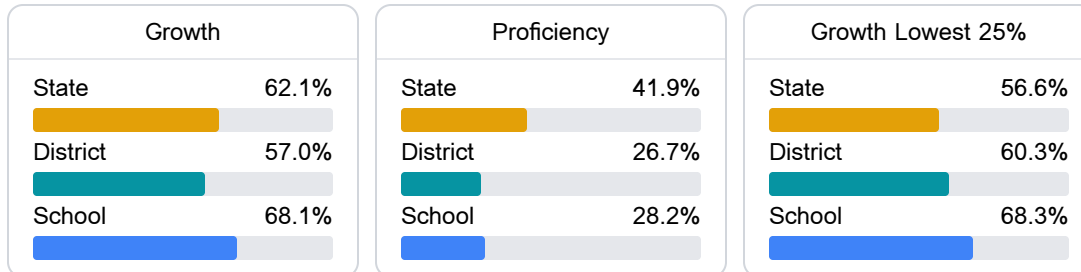 Growth
State 62.1%
District 57.0%
School 68.1%
Proficiency
State 41.9%
District 26.7%
School 28.2%
Growth Lowest 25%
State 56.6%
District 60.3%
School 68.3%